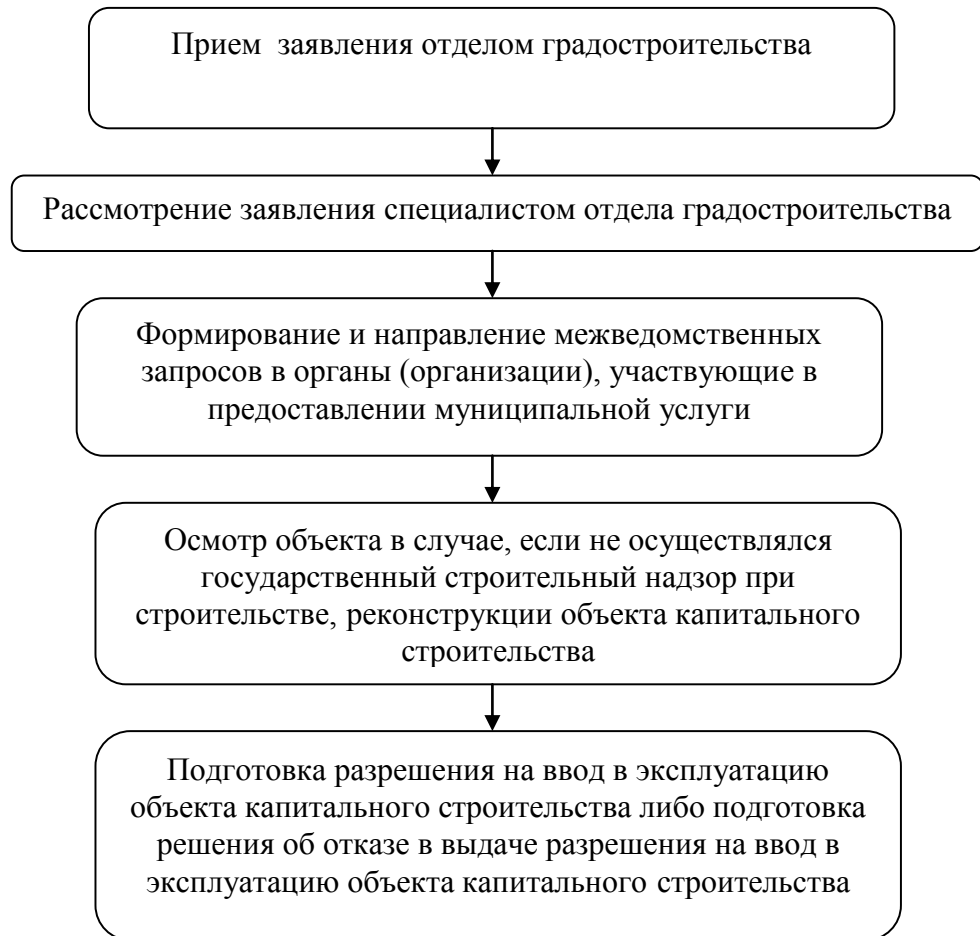 Прием заявления отделом градостроительства
Рассмотрение заявления специалистом отдела градостроительства
Формирование и направление межведомственных
запросов в органы (организации), участвующие в
предоставлении муниципальной услуги
Осмотр объекта в случае, если не осуществлялся
государственный строительный надзор при
строительстве, реконструкции объекта капитального
строительства
Подготовка разрешения на ввод в эксплуатацию
объекта капитального строительства либо подготовка
решения об отказе в выдаче разрешения на ввод в
эксплуатацию объекта капитального строительства